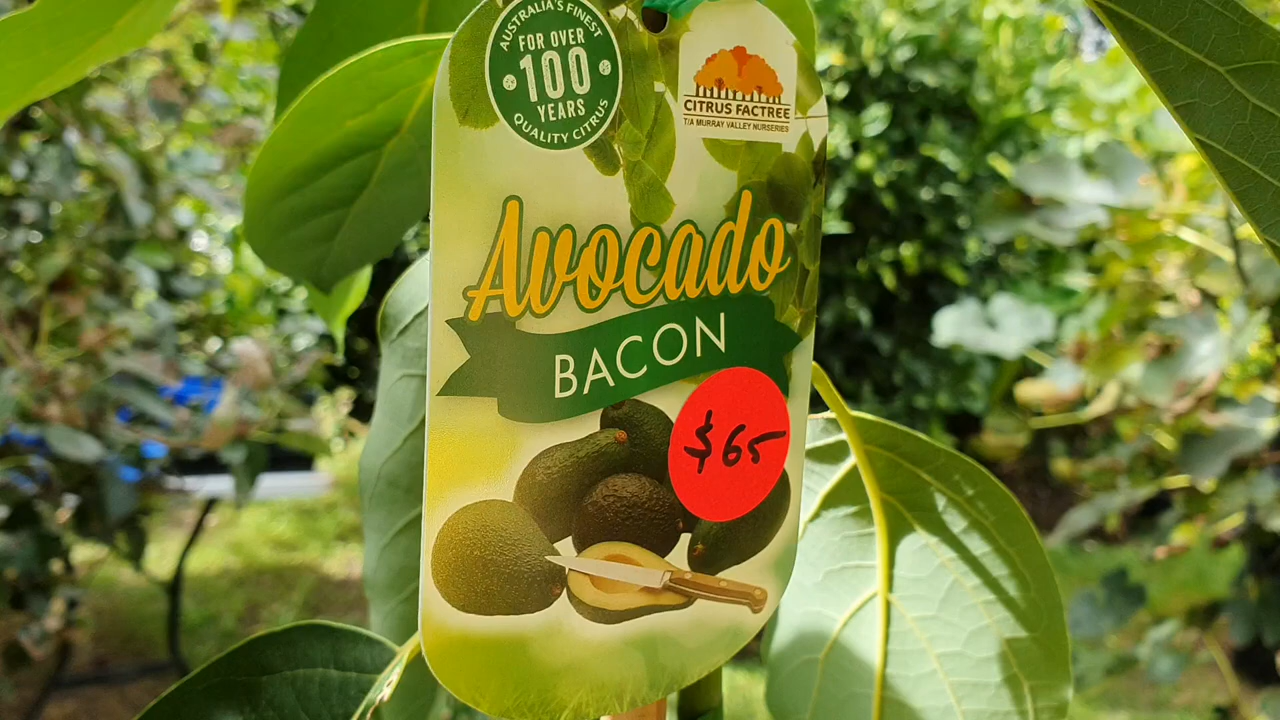 AUSTRALIA'S FINEST
FOR OVER
100
YEARS
QUALITY CITRUS
CITRUS FACTREE
T/A MURRAY VALLEY NURSERIES
Avocado
BACON
$65